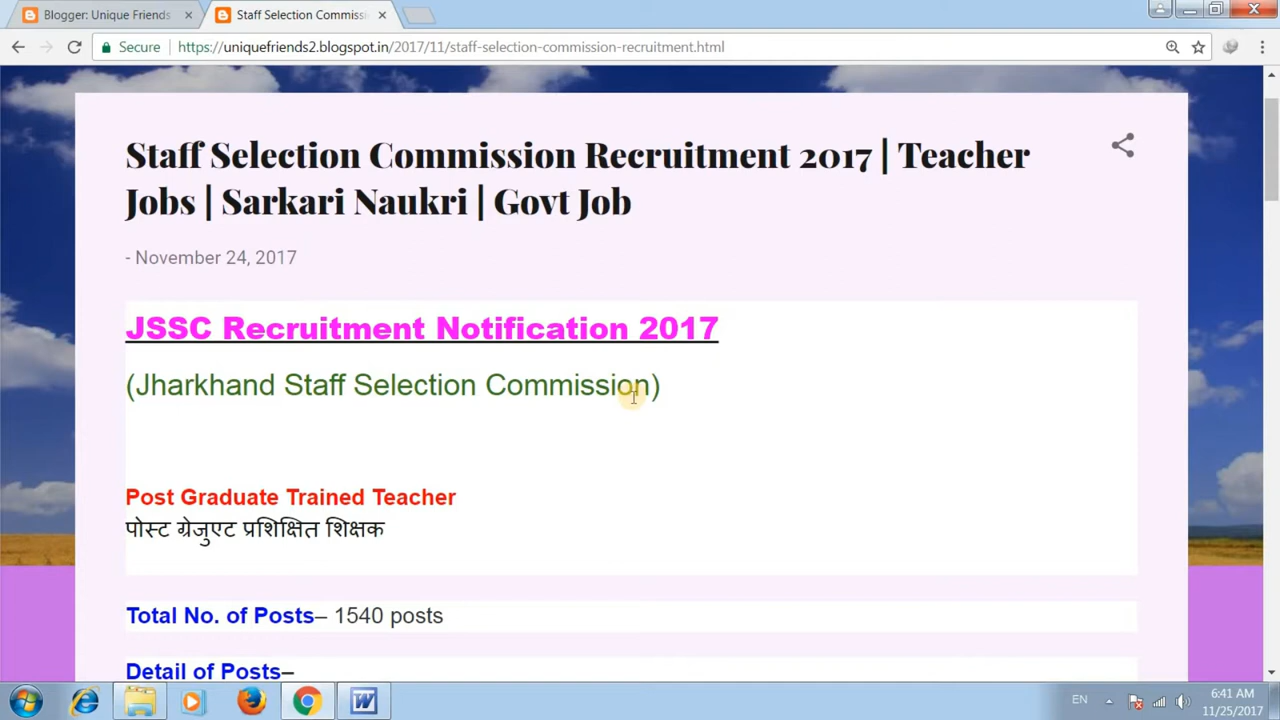 Blogger: Unique Friends
Staff Selection Commissi
Secure
https://uniquefriends2.blogspot.in/2017/11/staff-selection-commission-recruitment.html
Staff Selection Commission Recruitment 2017 | Teacher
Jobs | Sarkari Naukri | Govt Job
- November 24, 2017
JSSC Recruitment Notification 2017
(Jharkhand Staff Selection Commission)
Post Graduate Trained Teacher
पोस्ट ग्रेजुएट प्रशिक्षित शिक्षक
Total No. of Posts– 1540 posts
Detail of Posts–
EN
6:41 AM
11/25/2017